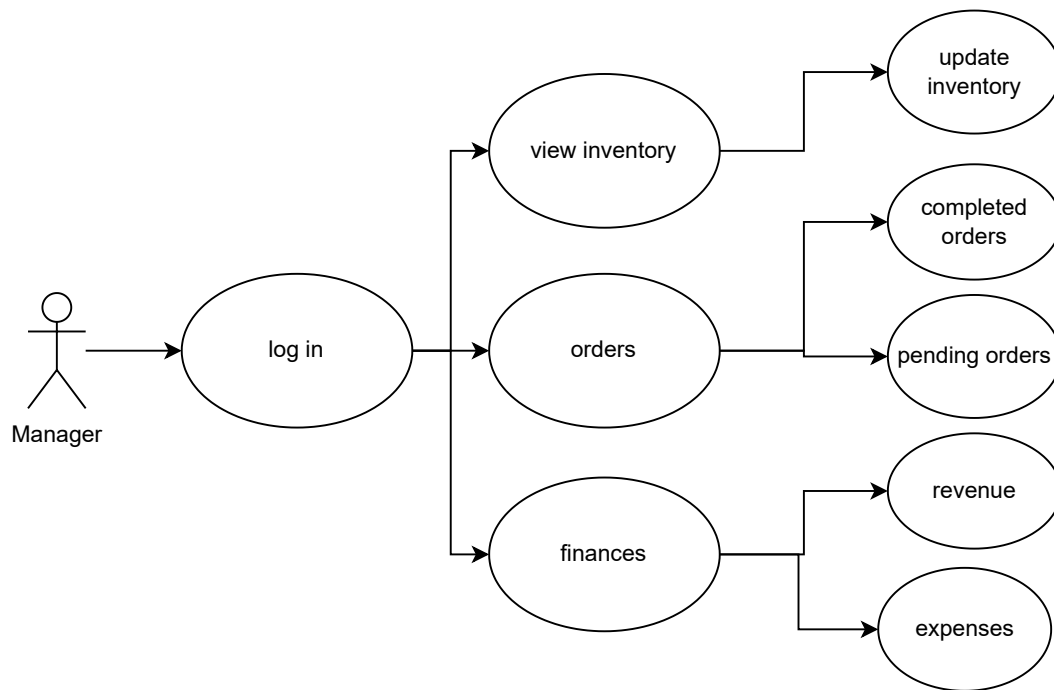 update
inventory
view inventory
completed
orders
log in
orders
pending orders
Manager
revenue
finances
expenses